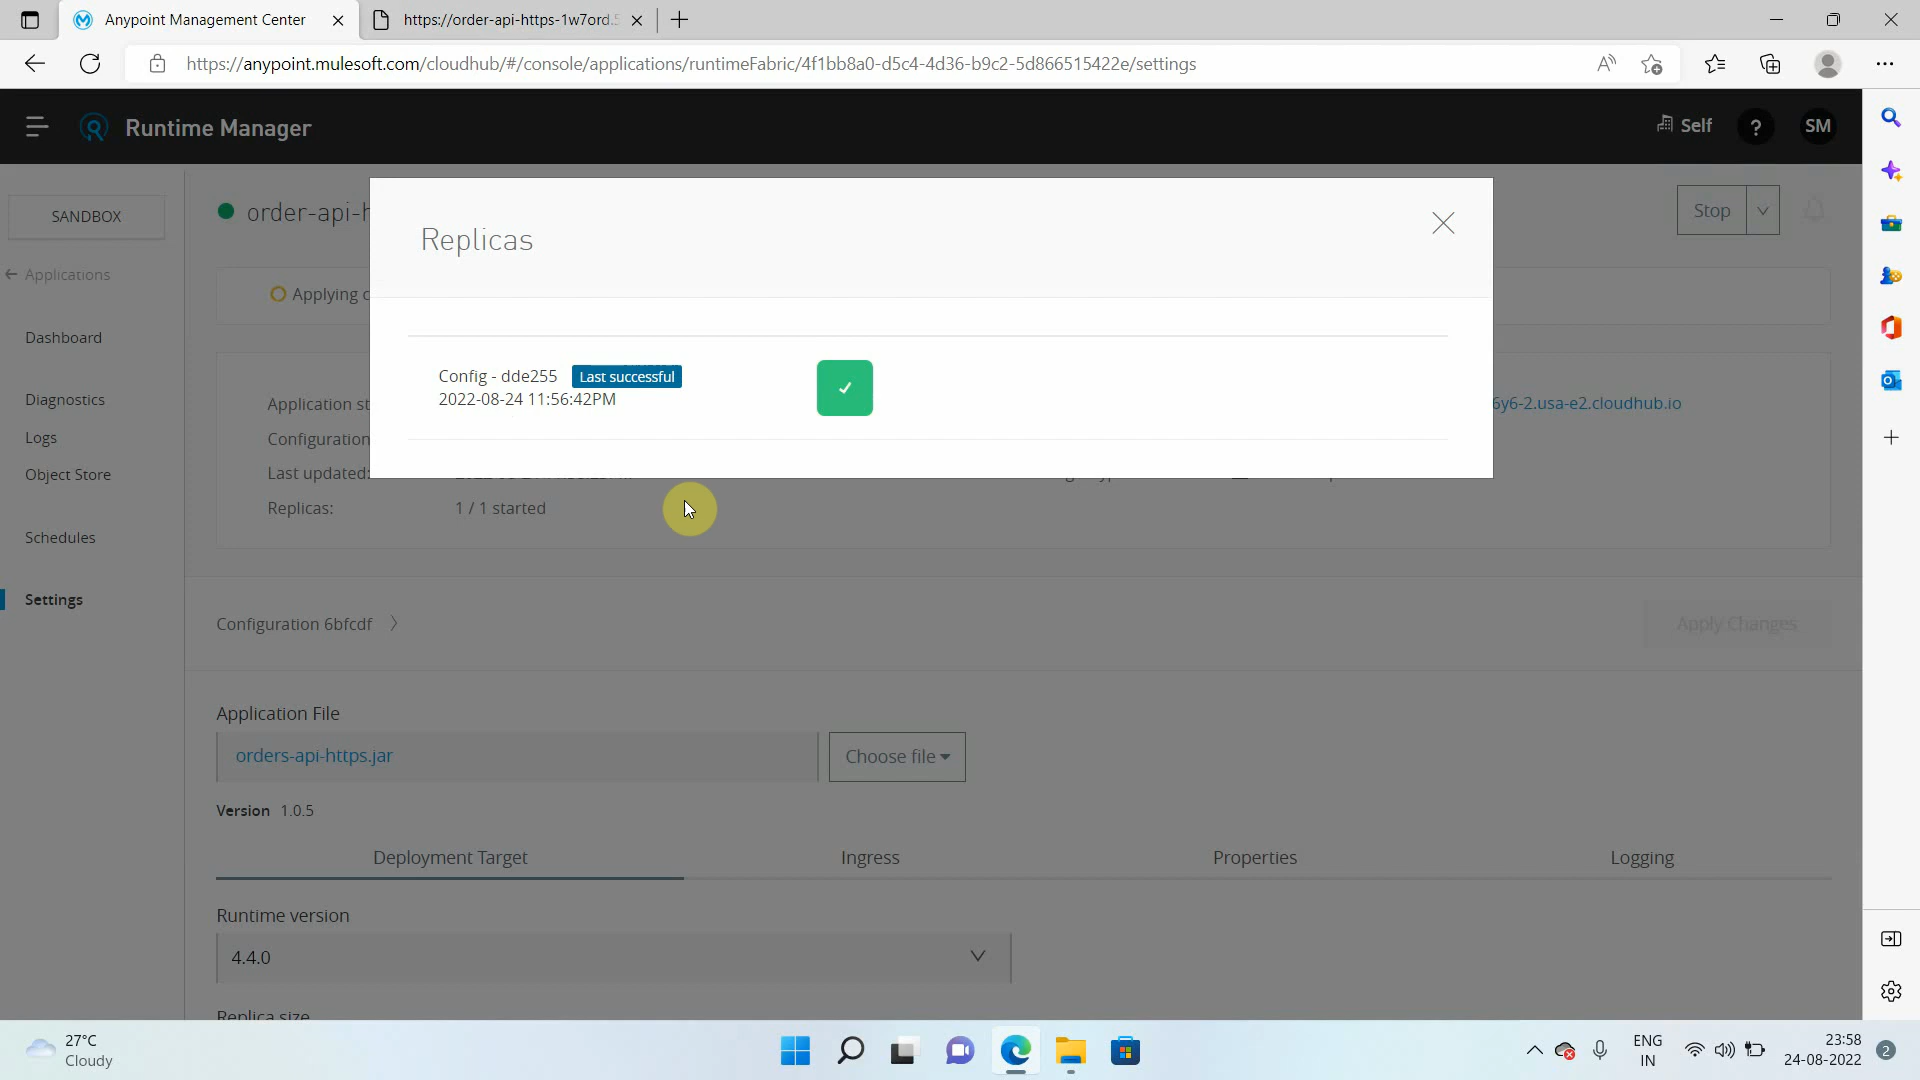 Anypoint Management Center
https://order-api-https-1w7ord.5
https://anypoint.mulesoft.com/cloudhub/#/console/applications/runtimeFabric/4f1bb8a0-d5c4-4d36-b9c2-5d866515422e/settings
Runtime Manager
Self
?
SM
SANDBOX
order-api-h
Stop
Replicas
Applications
Applying c
Dashboard
Config - dde255 Last successful
2022-08-24 11:56:42PM
Application st
6y6-2.usa-e2.cloudhub.io
Diagnostics
Configuration
Logs
Last updated:
Object Store
Replicas: 1 / 1 started
Schedules
Settings
Configuration 6bfcdf
Apply Changes
Application File
orders-api-https.jar
Choose file
Version 1.0.5
Deployment Target
Ingress
Properties
Logging
Runtime version
4.4.0
Replica size
27°C
Cloudy
ENG
IN
23:58
24-08-2022
2